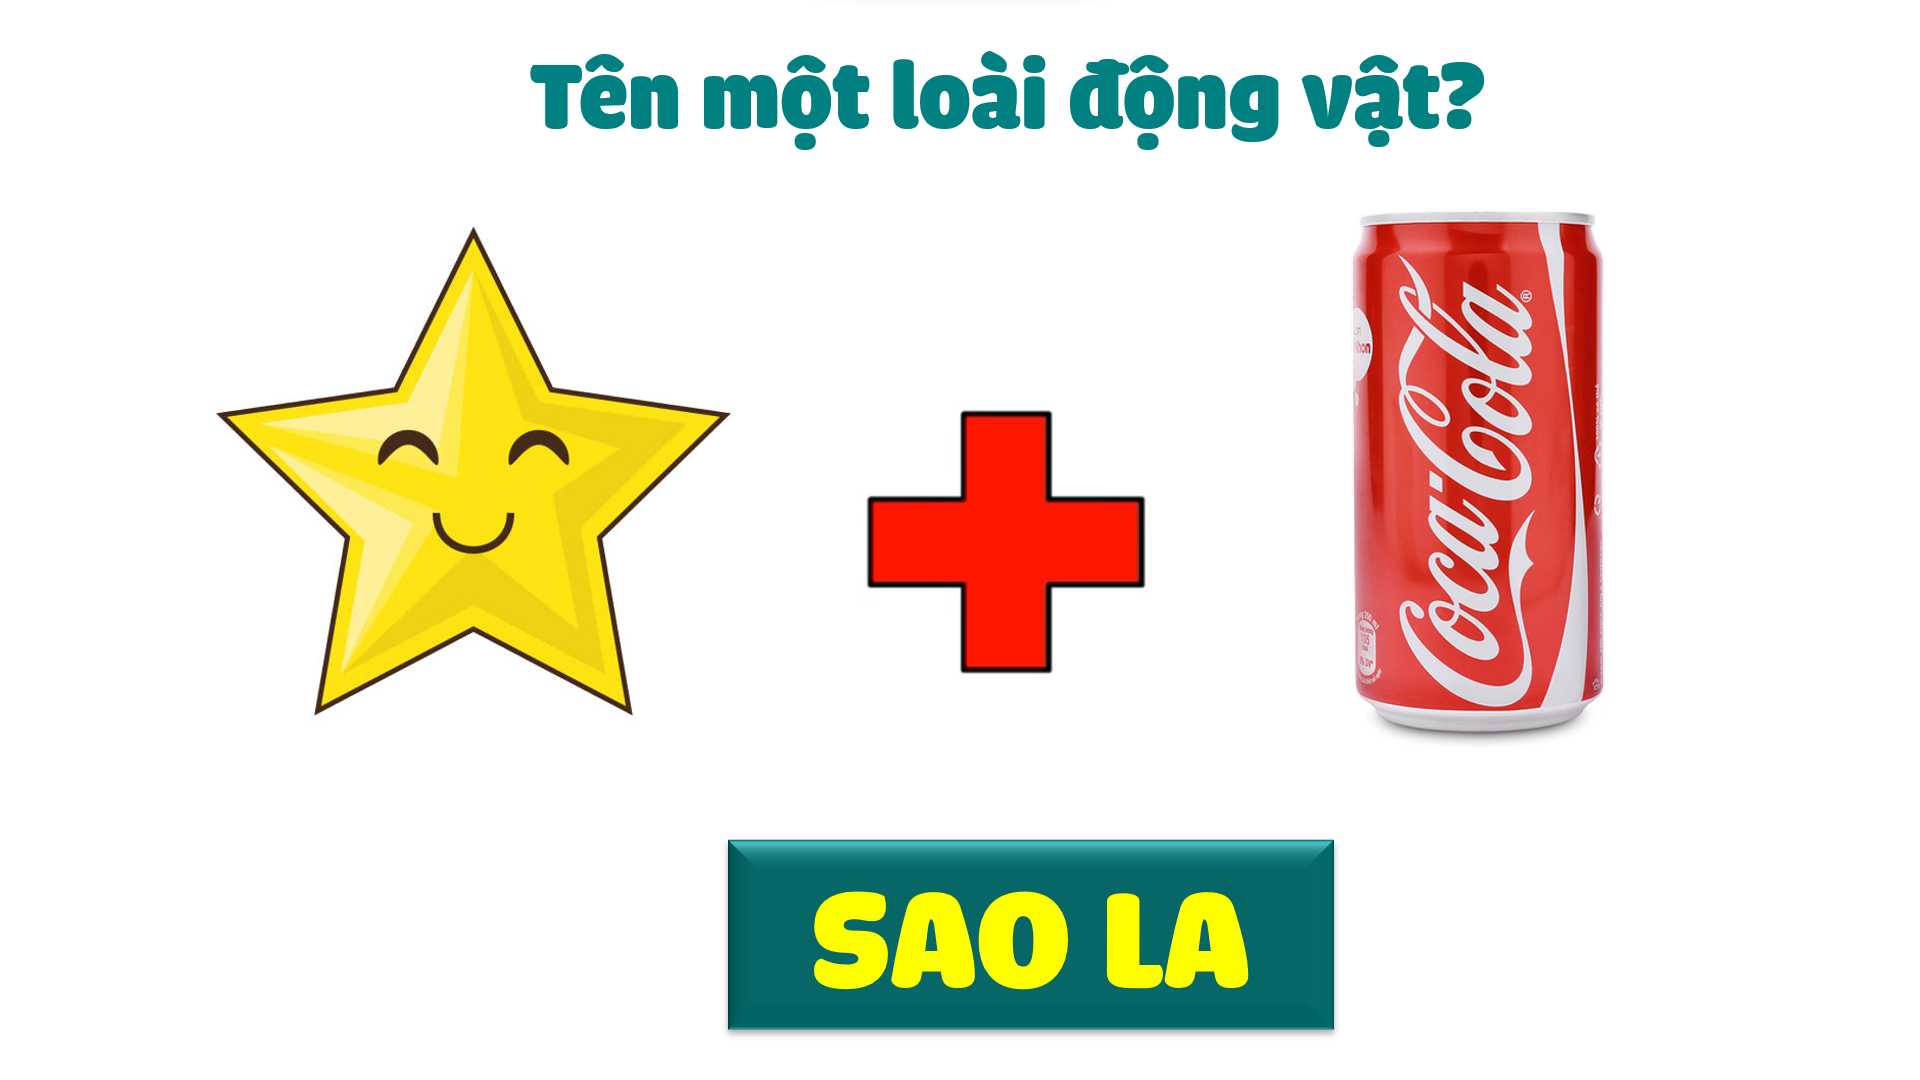 Tên một loài động vật?
Coca-Cola
SAO LA